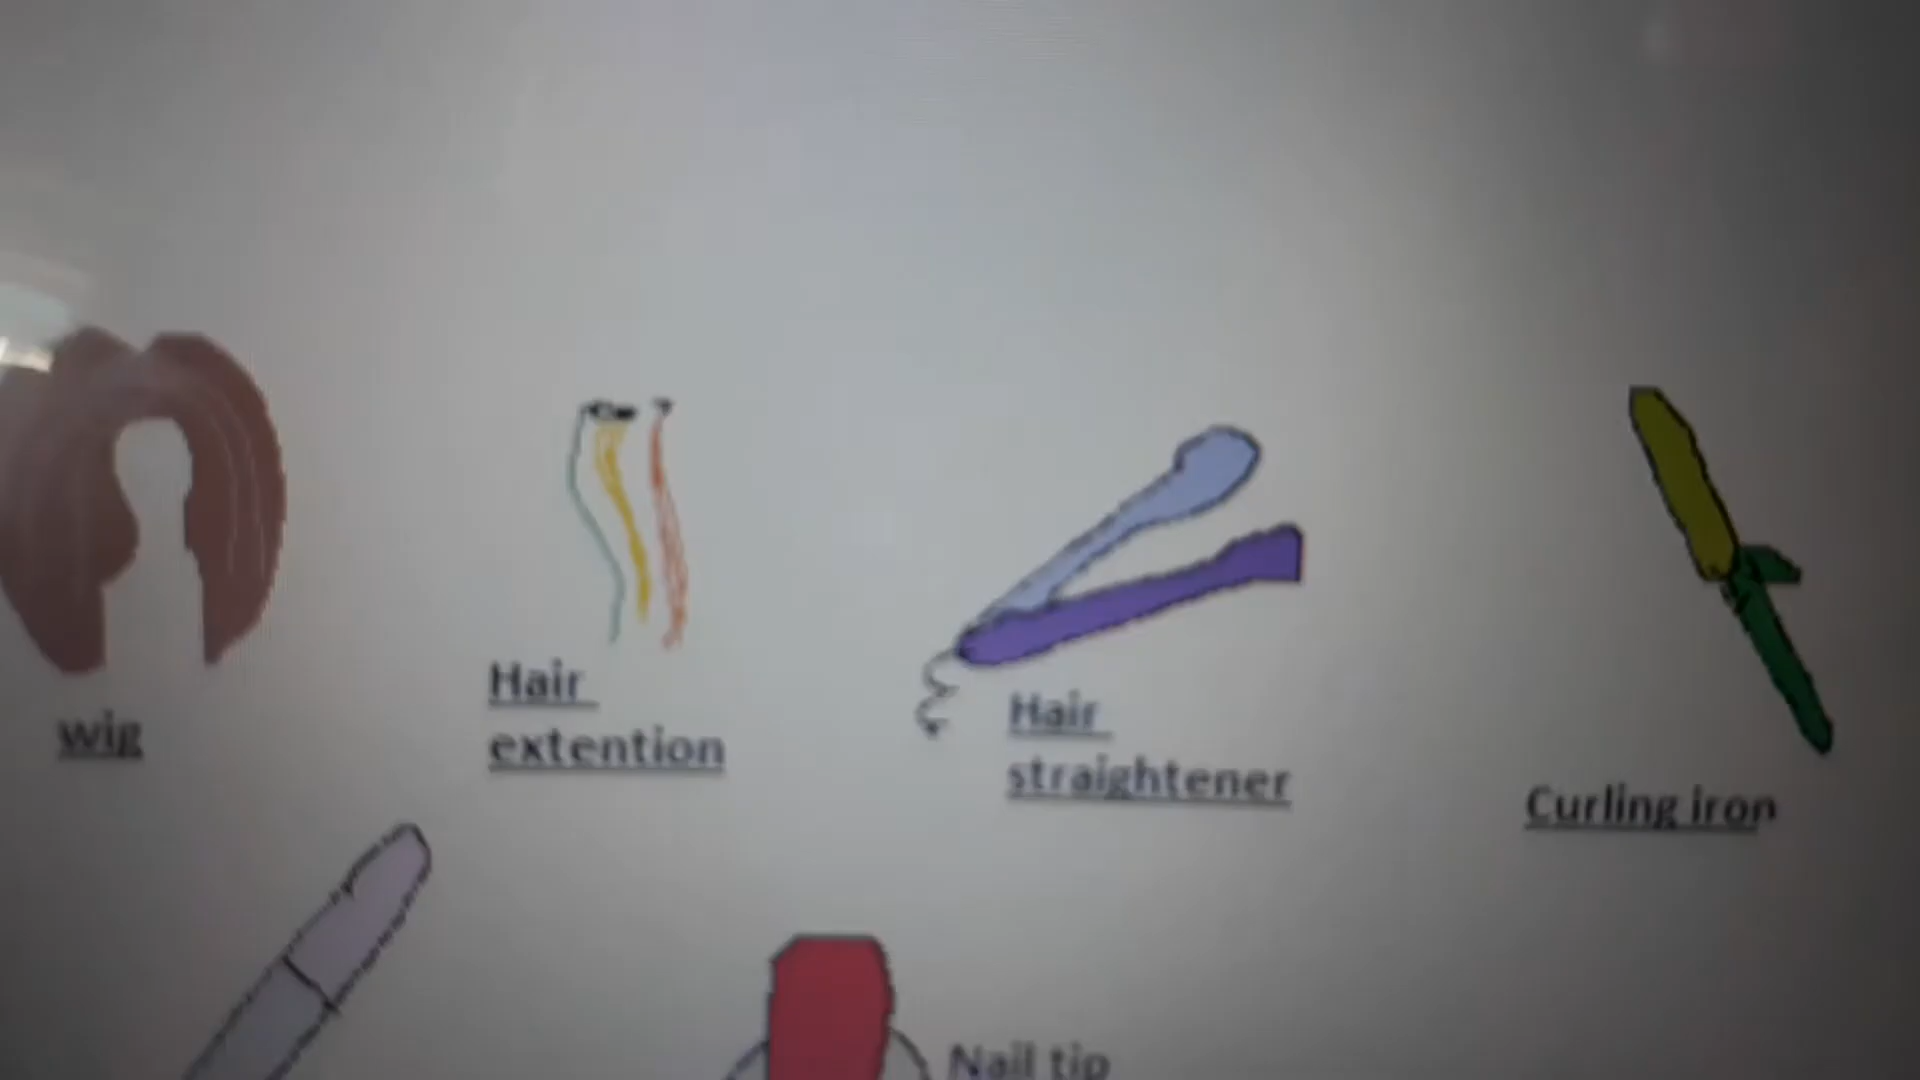 wig
Hair
extention
Hair
straightener
Curling iron
Nail tip